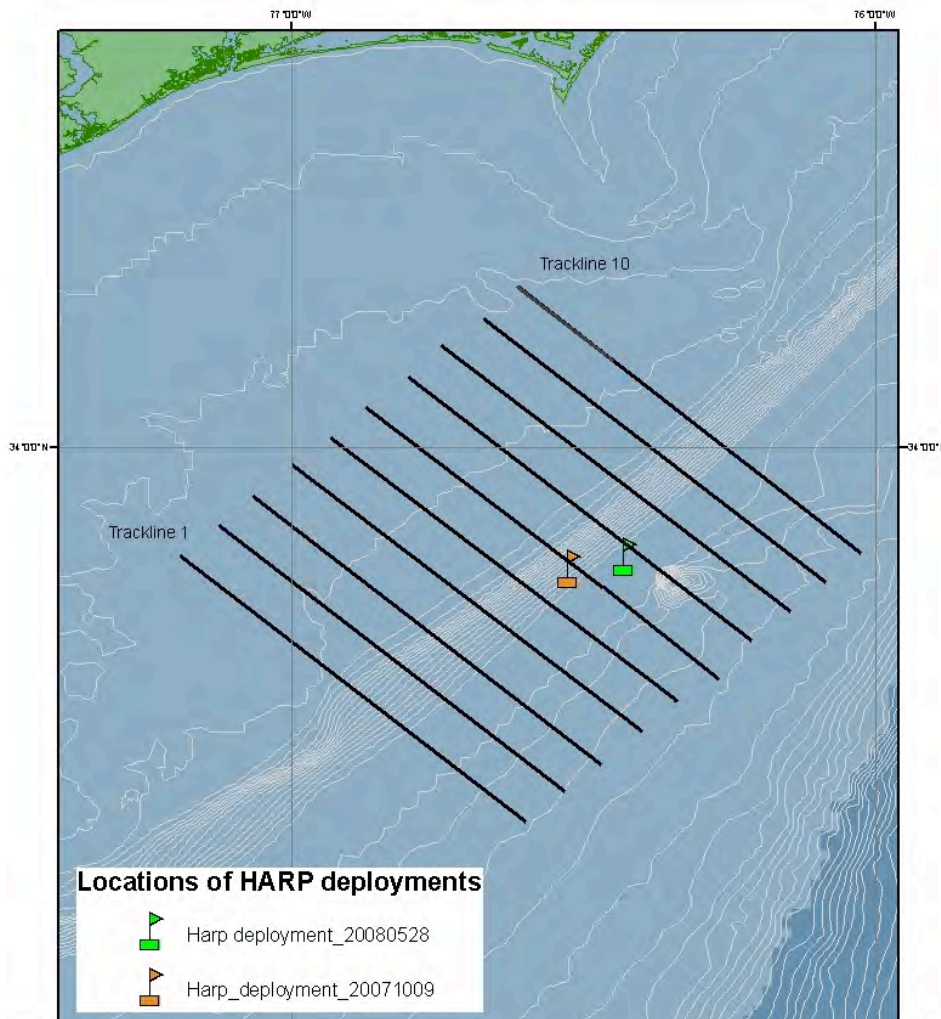 77°00'W
76°00'W
Trackline 10
34°00'N
34°00'N
Trackline 1
Locations of HARP deployments
Harp deployment_20080528
Harp_deployment_20071009